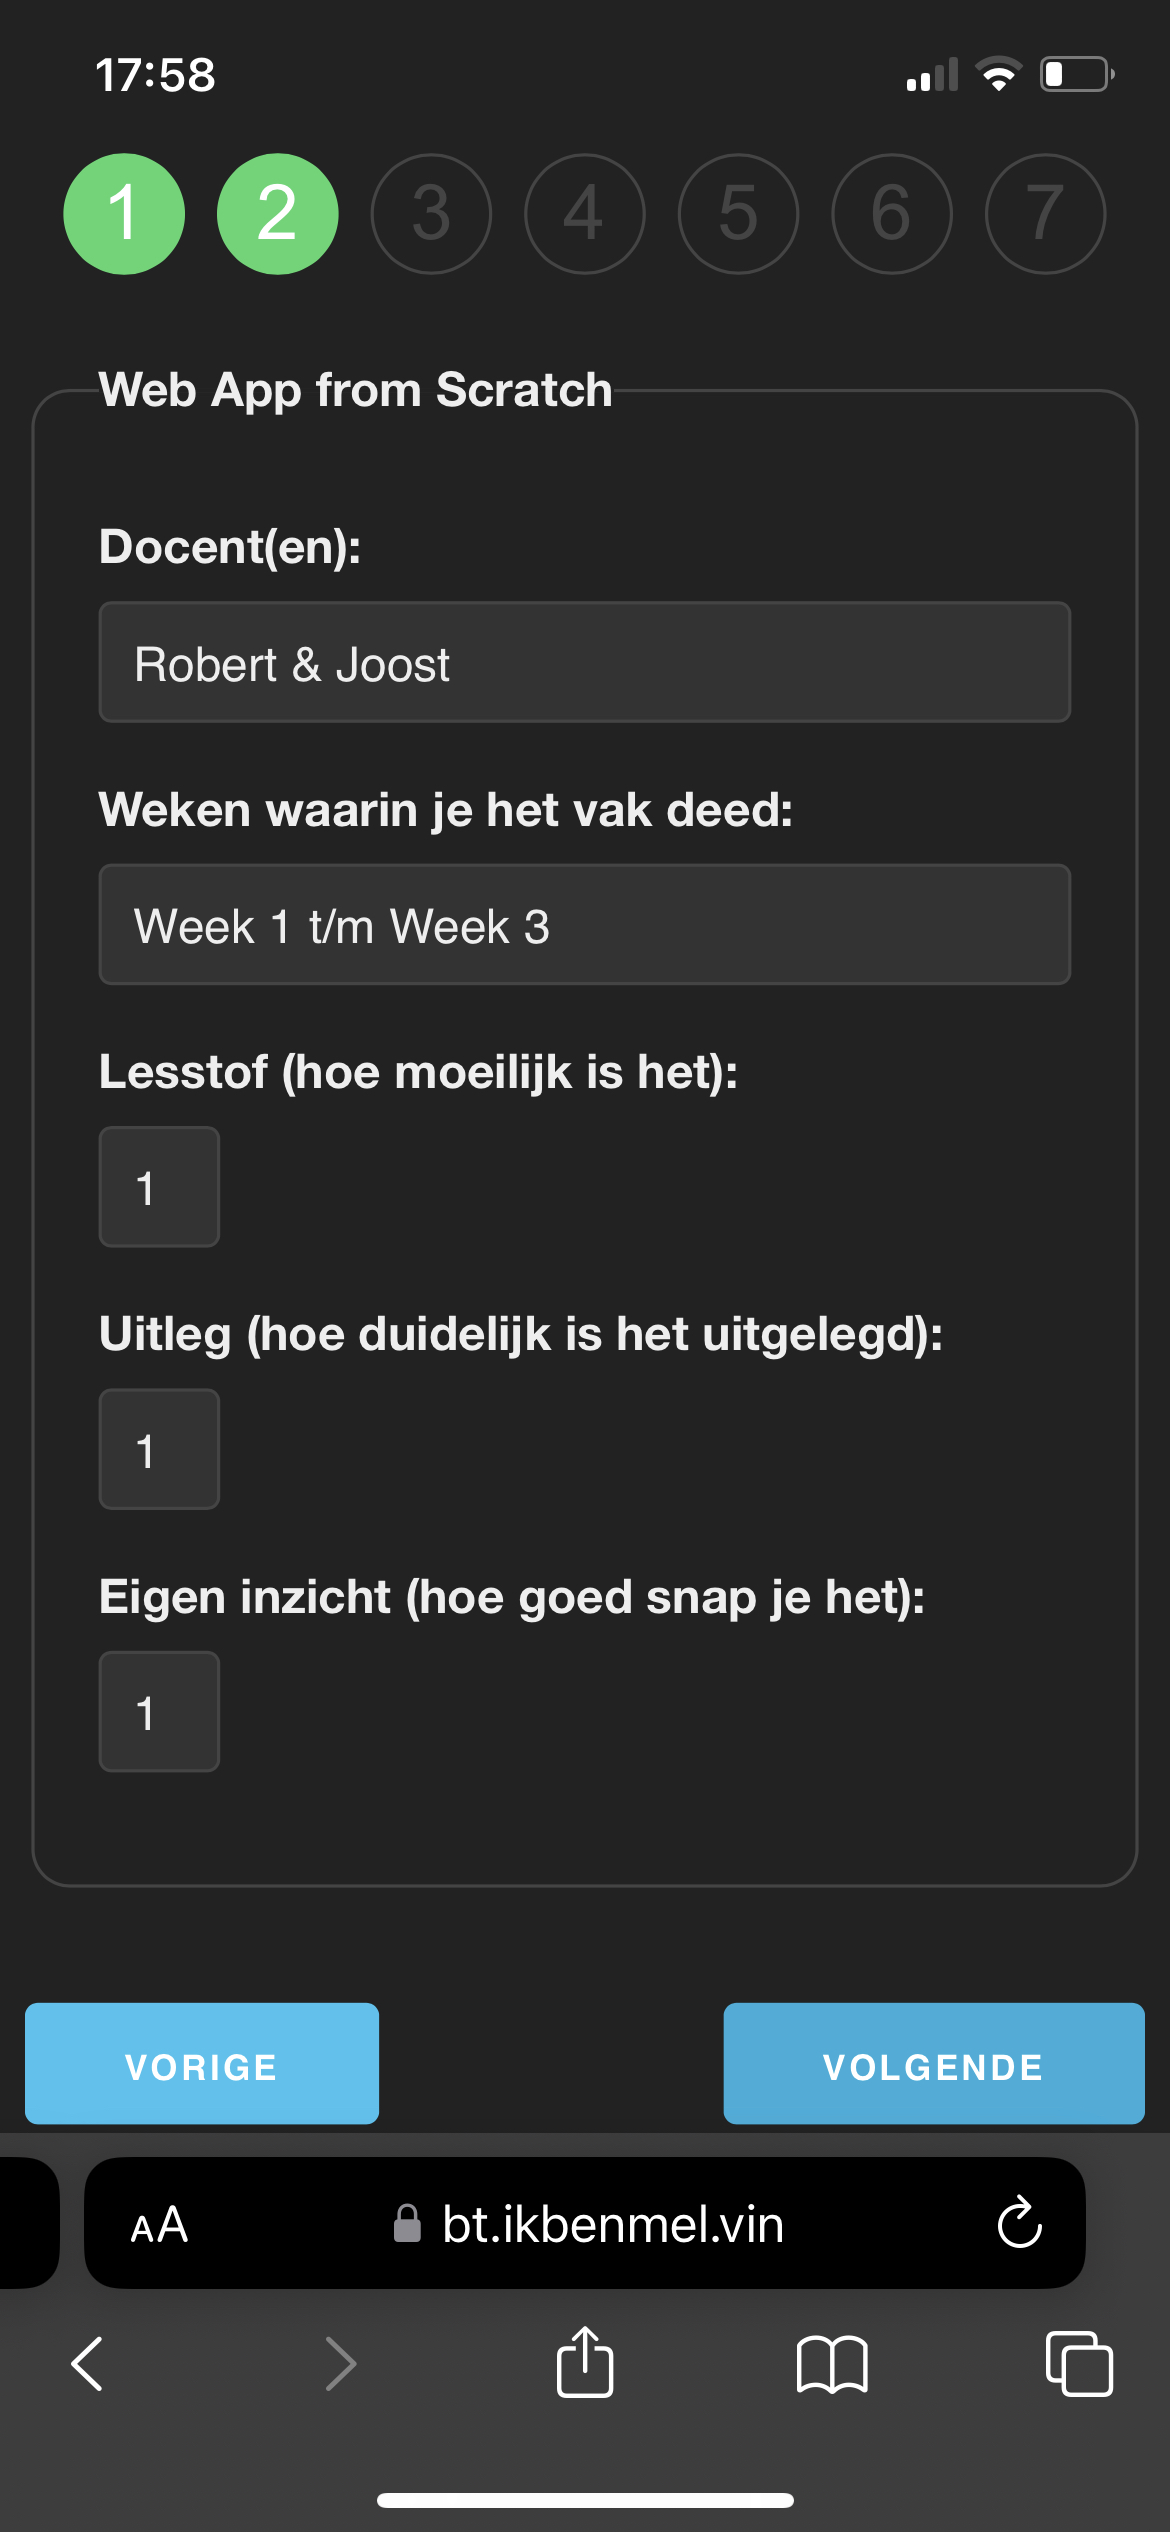 17:58
1 2 3 4 5 6 7
Web App from Scratch
Docent(en):
Robert & Joost
Weken waarin je het vak deed:
Week 1 t/m Week 3
Lesstof (hoe moeilijk is het):
1
Uitleg (hoe duidelijk is het uitgelegd):
1
Eigen inzicht (hoe goed snap je het):
1
VORIGE VOLGENDE
AA bt.ikbenmel.vin